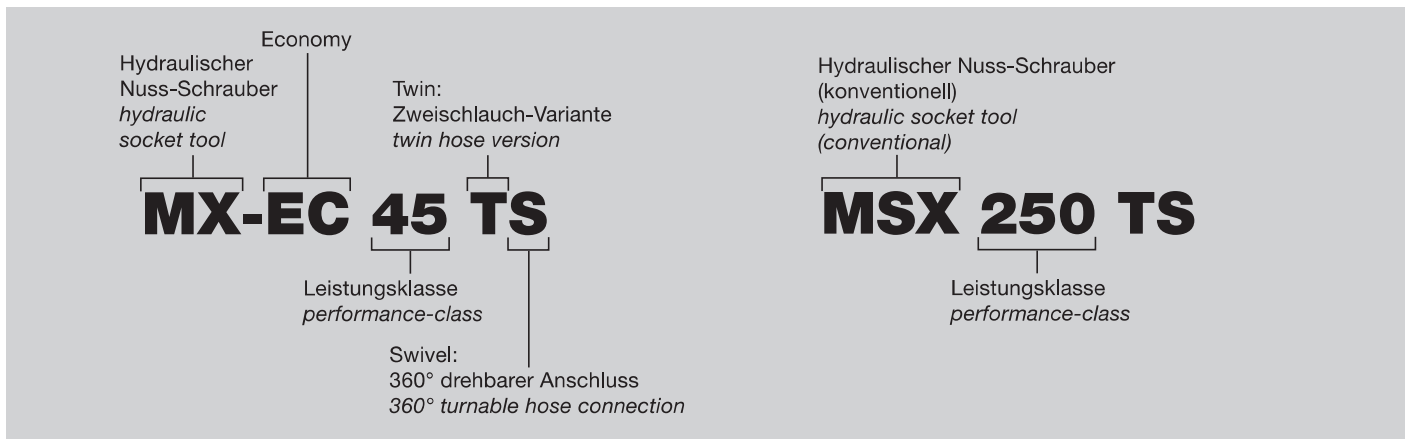 Economy
Hydraulischer
Nuss-Schrauber
hydraulic
socket tool
Twin:
Zweischlauch-Variante
twin hose version
MX-EC 45 TS
Leistungsklasse
performance-class
Swivel:
360° drehbarer Anschluss
360° turnable hose connection
Hydraulischer Nuss-Schrauber
(konventionell)
hydraulic socket tool
(conventional)
MSX 250 TS
Leistungsklasse
performance-class